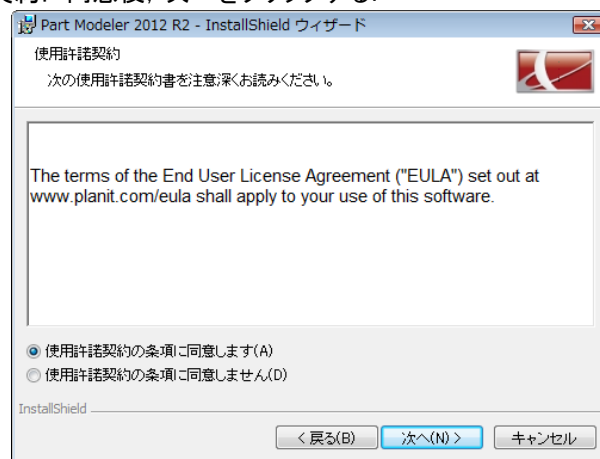 Part Modeler 2012 R2 - InstallShield ウィザード
使用許諾契約
次の使用許諾契約書を注意深くお読みください。
The terms of the End User License Agreement ("EULA") set out at
www.planit.com/eula shall apply to your use of this software.
使用許諾契約の条項に同意します(A)
使用許諾契約の条項に同意しません(D)
InstallShield
< 戻る(B) 次へ(N) > キャンセル